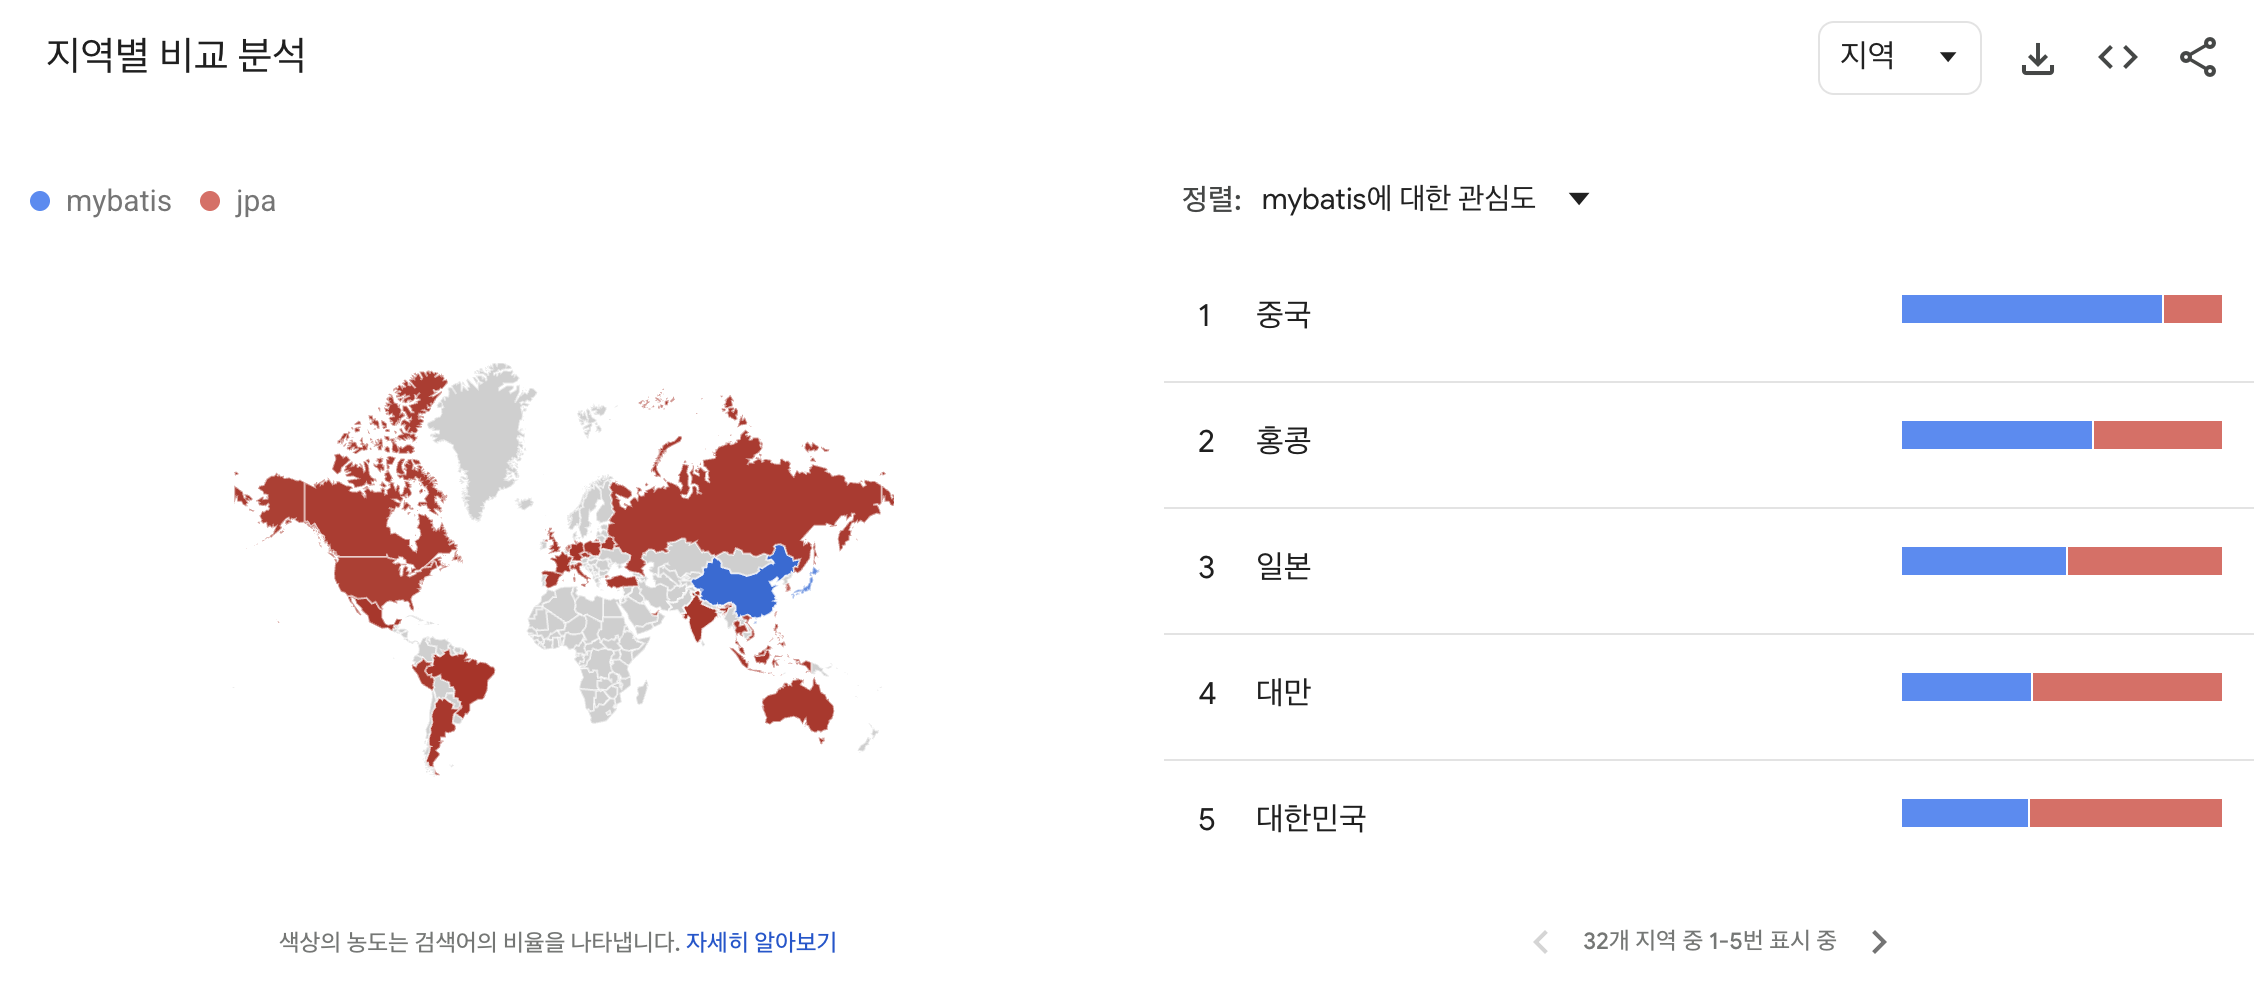 지역별 비교 분석
지역
mybatis
jpa
정렬: mybatis에 대한 관심도
1 중국
2 홍콩
3 일본
4 대만
5 대한민국
색상의 농도는 검색어의 비율을 나타냅니다. 자세히 알아보기
32개 지역 중 1-5번 표시 중